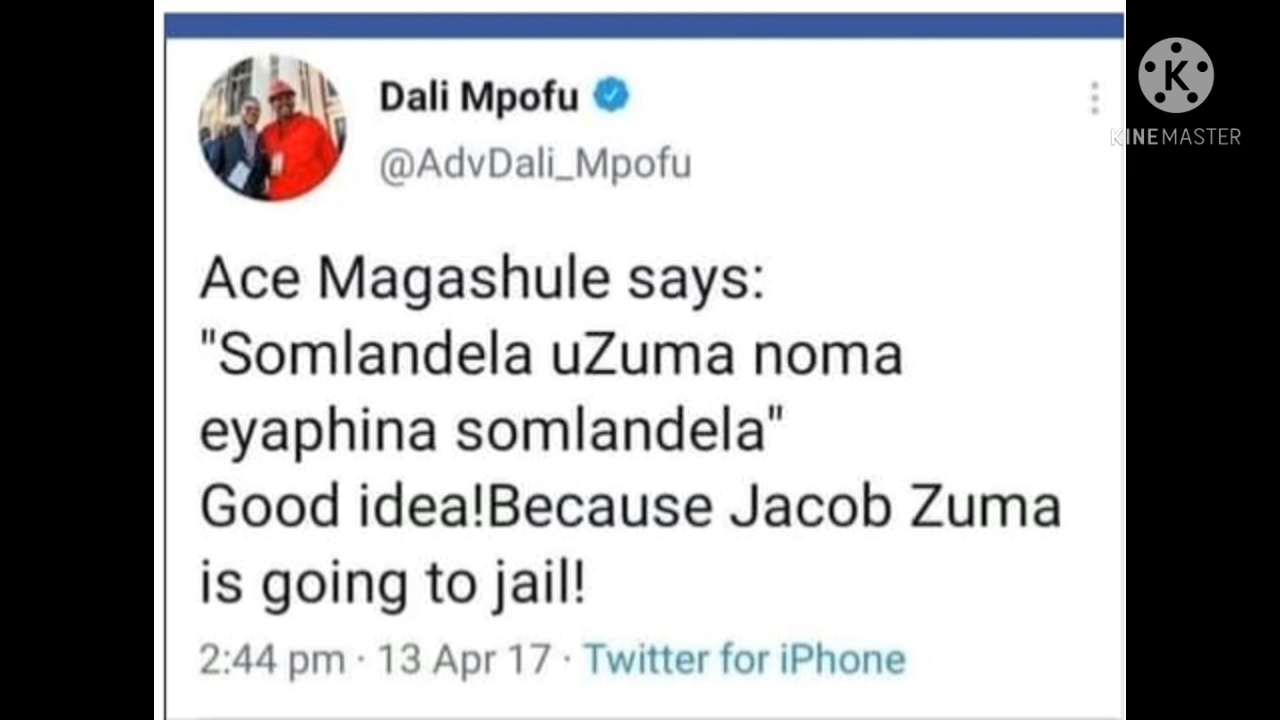 Dali Mpofu
@AdvDali_Mpofu
K
KINEMASTER
Ace Magashule says:
"Somlandela uZuma noma
eyaphina somlandela"
Good idea!Because Jacob Zuma
is going to jail!
2:44 pm · 13 Apr 17 · Twitter for iPhone